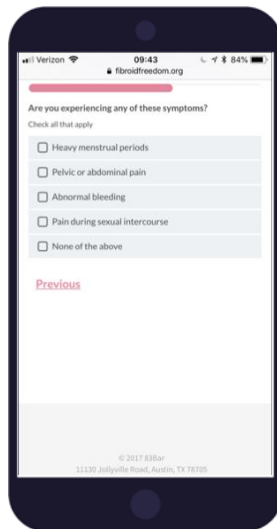 Verizon 09:43 84%
fibroidfreedom.org
Are you experiencing any of these symptoms?
Check all that apply
Heavy menstrual periods
Pelvic or abdominal pain
Abnormal bleeding
Pain during sexual intercourse
None of the above
Previous
© 2017 83Bar
11130 Jollyville Road, Austin, TX 78705